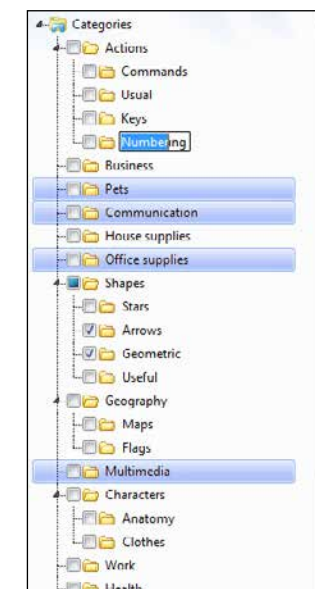 Categories
Actions
Commands
Usual
Keys
Numbering
Business
Pets
Communication
House supplies
Office supplies
Shapes
Stars
Arrows
Geometric
Useful
Geography
Maps
Flags
Multimedia
Characters
Anatomy
Clothes
Work
Health